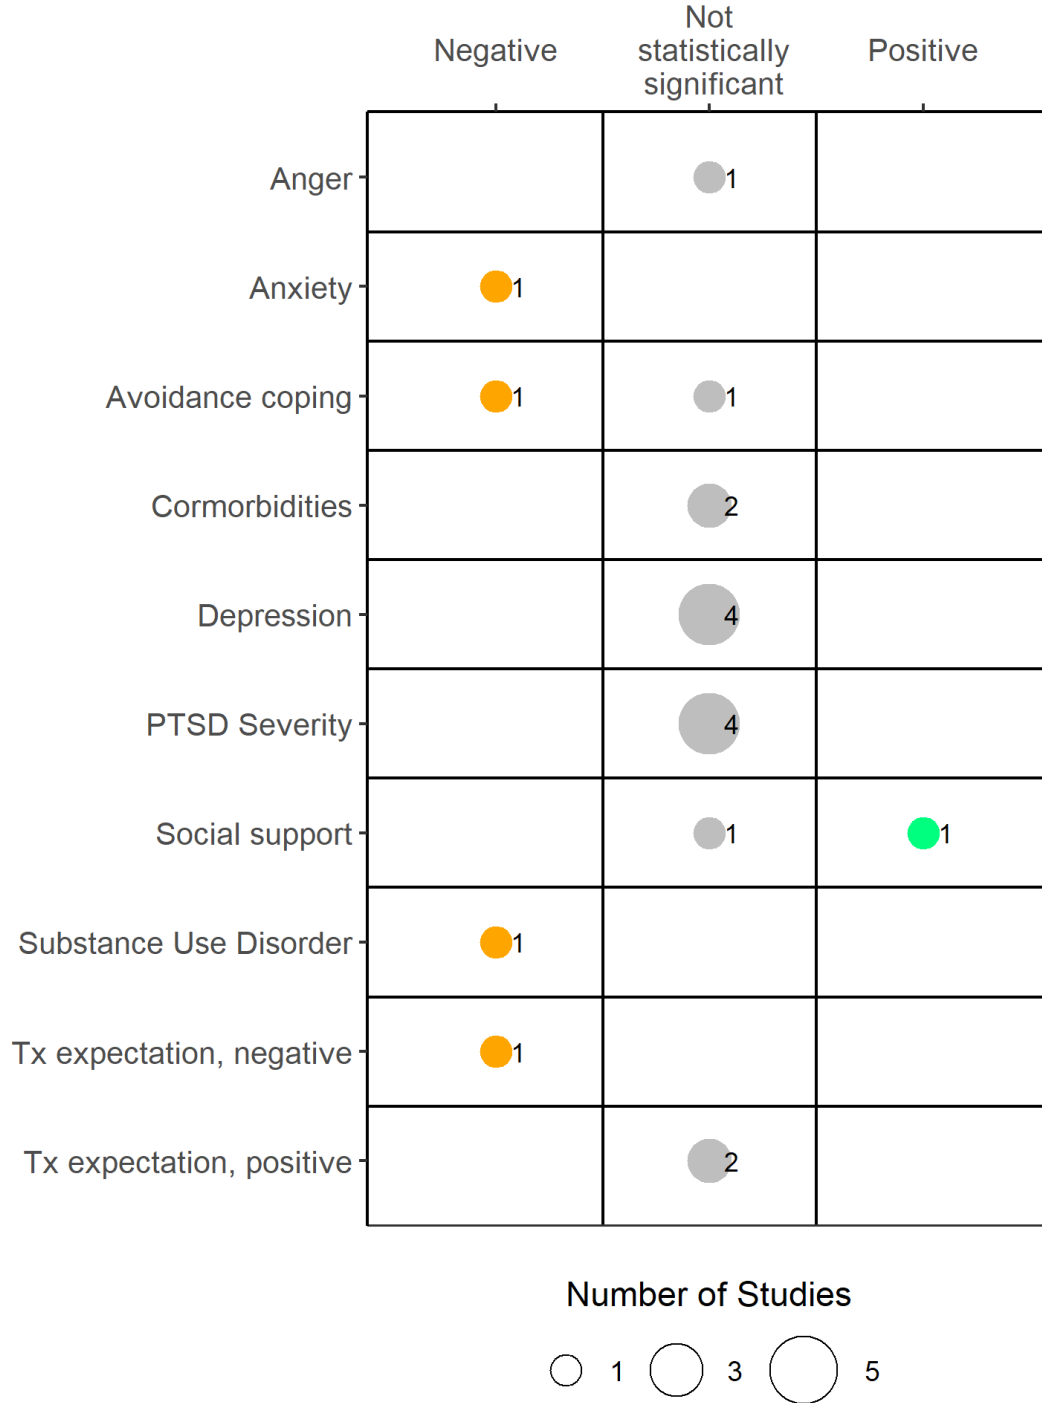 Negative
Not
statistically
significant
Positive
Anger 1
Anxiety 1
Avoidance coping 1 1
Cormorbidities 2
Depression 4
PTSD Severity 4
Social support 1 1
Substance Use Disorder 1
Tx expectation, negative 1
Tx expectation, positive 2
Number of Studies
1 3 5